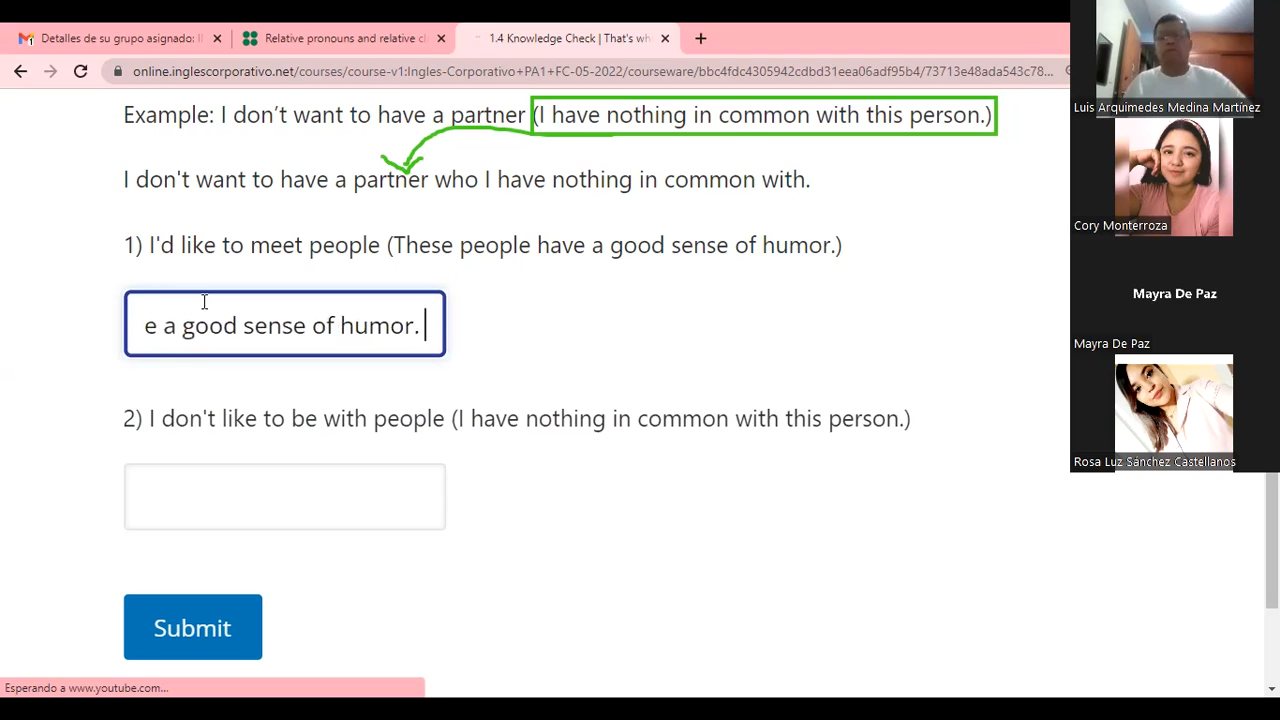 Detalles de su grupo asignado: I
Relative pronouns and relative cl
1.4 Knowledge Check | That's wh
online.inglescorporativo.net/courses/course-v1:Ingles-Corporativo+PA1+FC-05-2022/courseware/bbc4fdc4305942cdbd31eea06adf95b4/73713e48ada543c78...
Example: I don’t want to have a partner (I have nothing in common with this person.)
I don't want to have a partner who I have nothing in common with.
1) I'd like to meet people (These people have a good sense of humor.)
e a good sense of humor.
2) I don't like to be with people (I have nothing in common with this person.)
Submit
Esperando a www.youtube.com...
Luis Arquimedes Medina Martínez
Cory Monterroza
Mayra De Paz
Mayra De Paz
Rosa Luz Sánchez Castellanos